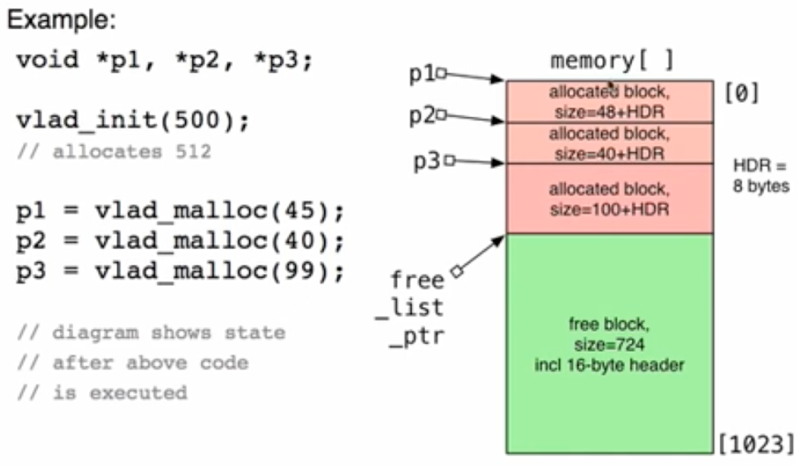 Example:
void *p1, *p2, *p3;
vlad_init(500);
// allocates 512
p1 = vlad_malloc(45);
p2 = vlad_malloc(40);
p3 = vlad_malloc(99);
// diagram shows state
// after above code
// is executed
memory[ ]
p1
p2
p3
free
_list
_ptr
allocated block,
size=48+HDR
allocated block,
size=40+HDR
allocated block,
size=100+HDR
free block,
size=724
incl 16-byte header
[0]
HDR =
8 bytes
[1023]